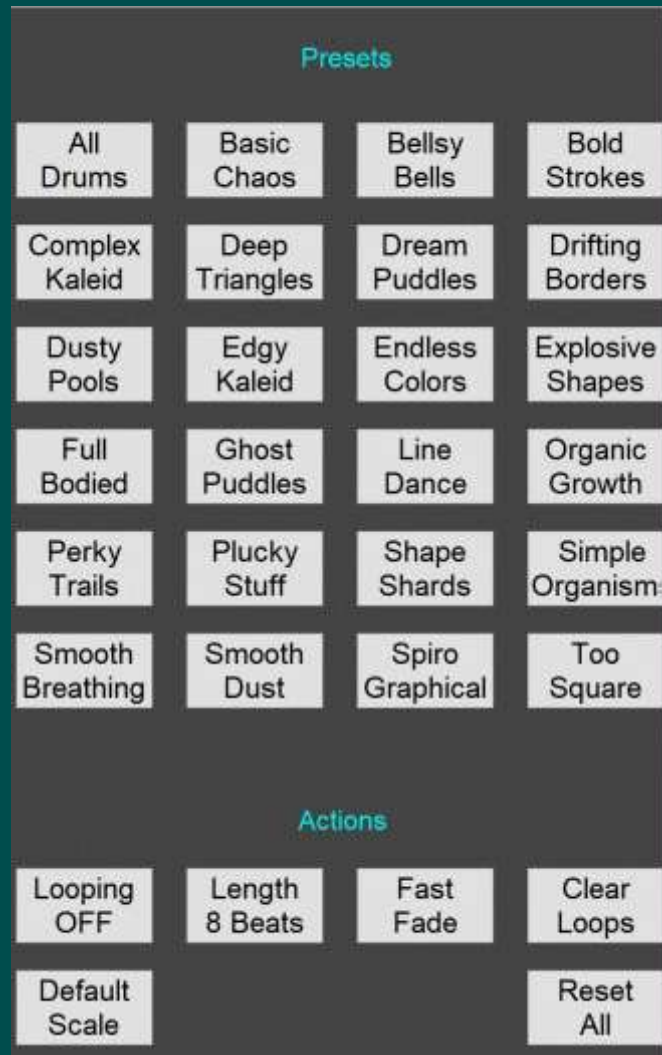 Presets
All Drums
Basic Chaos
Bellsy Bells
Bold Strokes
Complex Kaleid
Deep Triangles
Dream Puddles
Drifting Borders
Dusty Pools
Edgy Kaleid
Endless Colors
Explosive Shapes
Full Bodied
Ghost Puddles
Line Dance
Organic Growth
Perky Trails
Plucky Stuff
Shape Shards
Simple Organisms
Smooth Breathing
Smooth Dust
Spiro Graphical
Too Square
Actions
Looping OFF
Length 8 Beats
Fast Fade
Clear Loops
Default Scale
Reset All